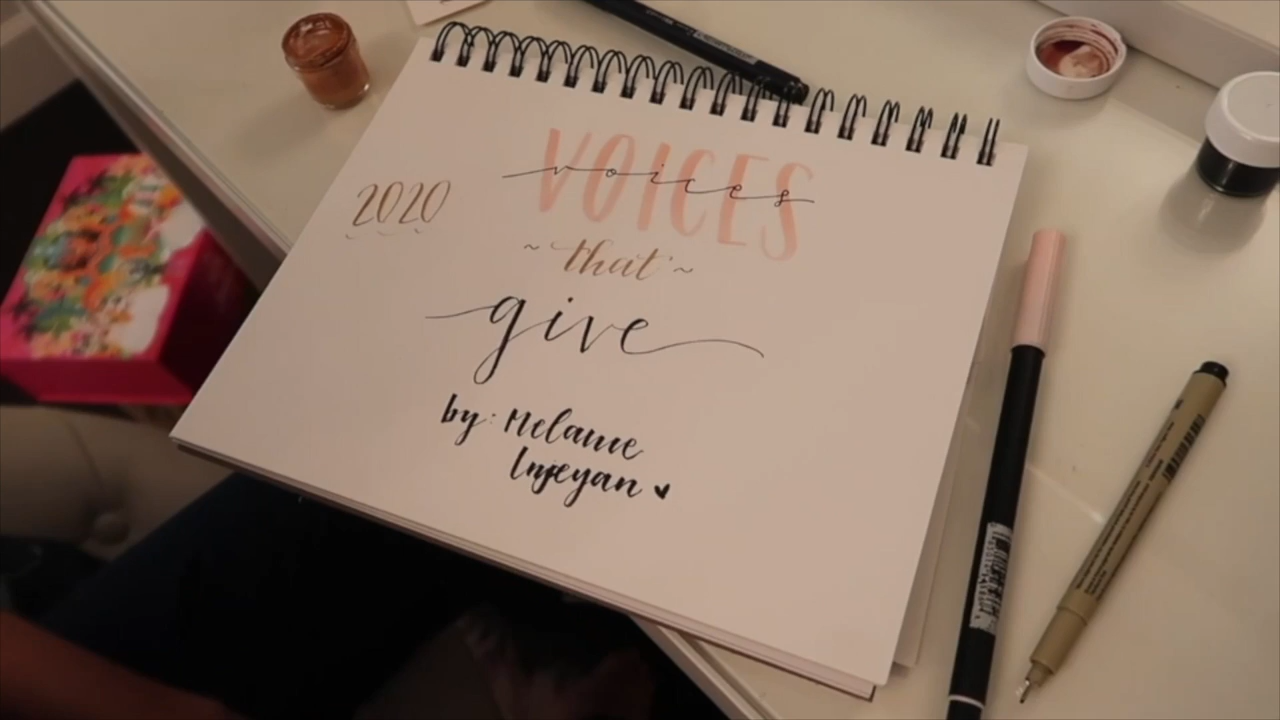 2020
VOICES
voices
~ that ~
give
by: Melanie
Injeyan ♥